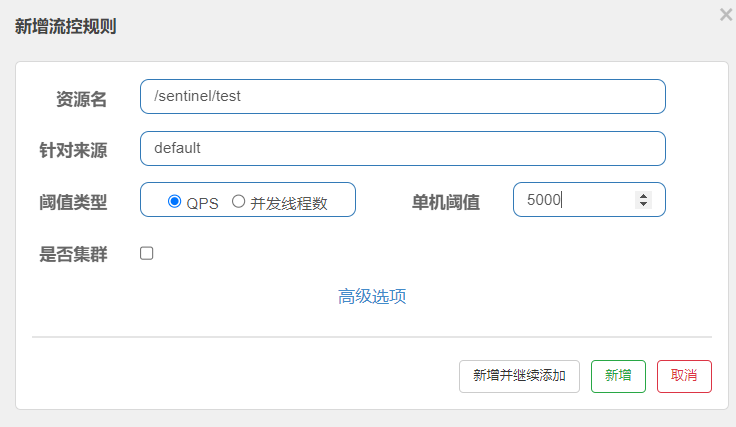 新增流控规则
资源名 /sentinel/test
针对来源 default
阈值类型 QPS 并发线程数 单机阈值 5000
是否集群
高级选项
新增并继续添加 新增 取消